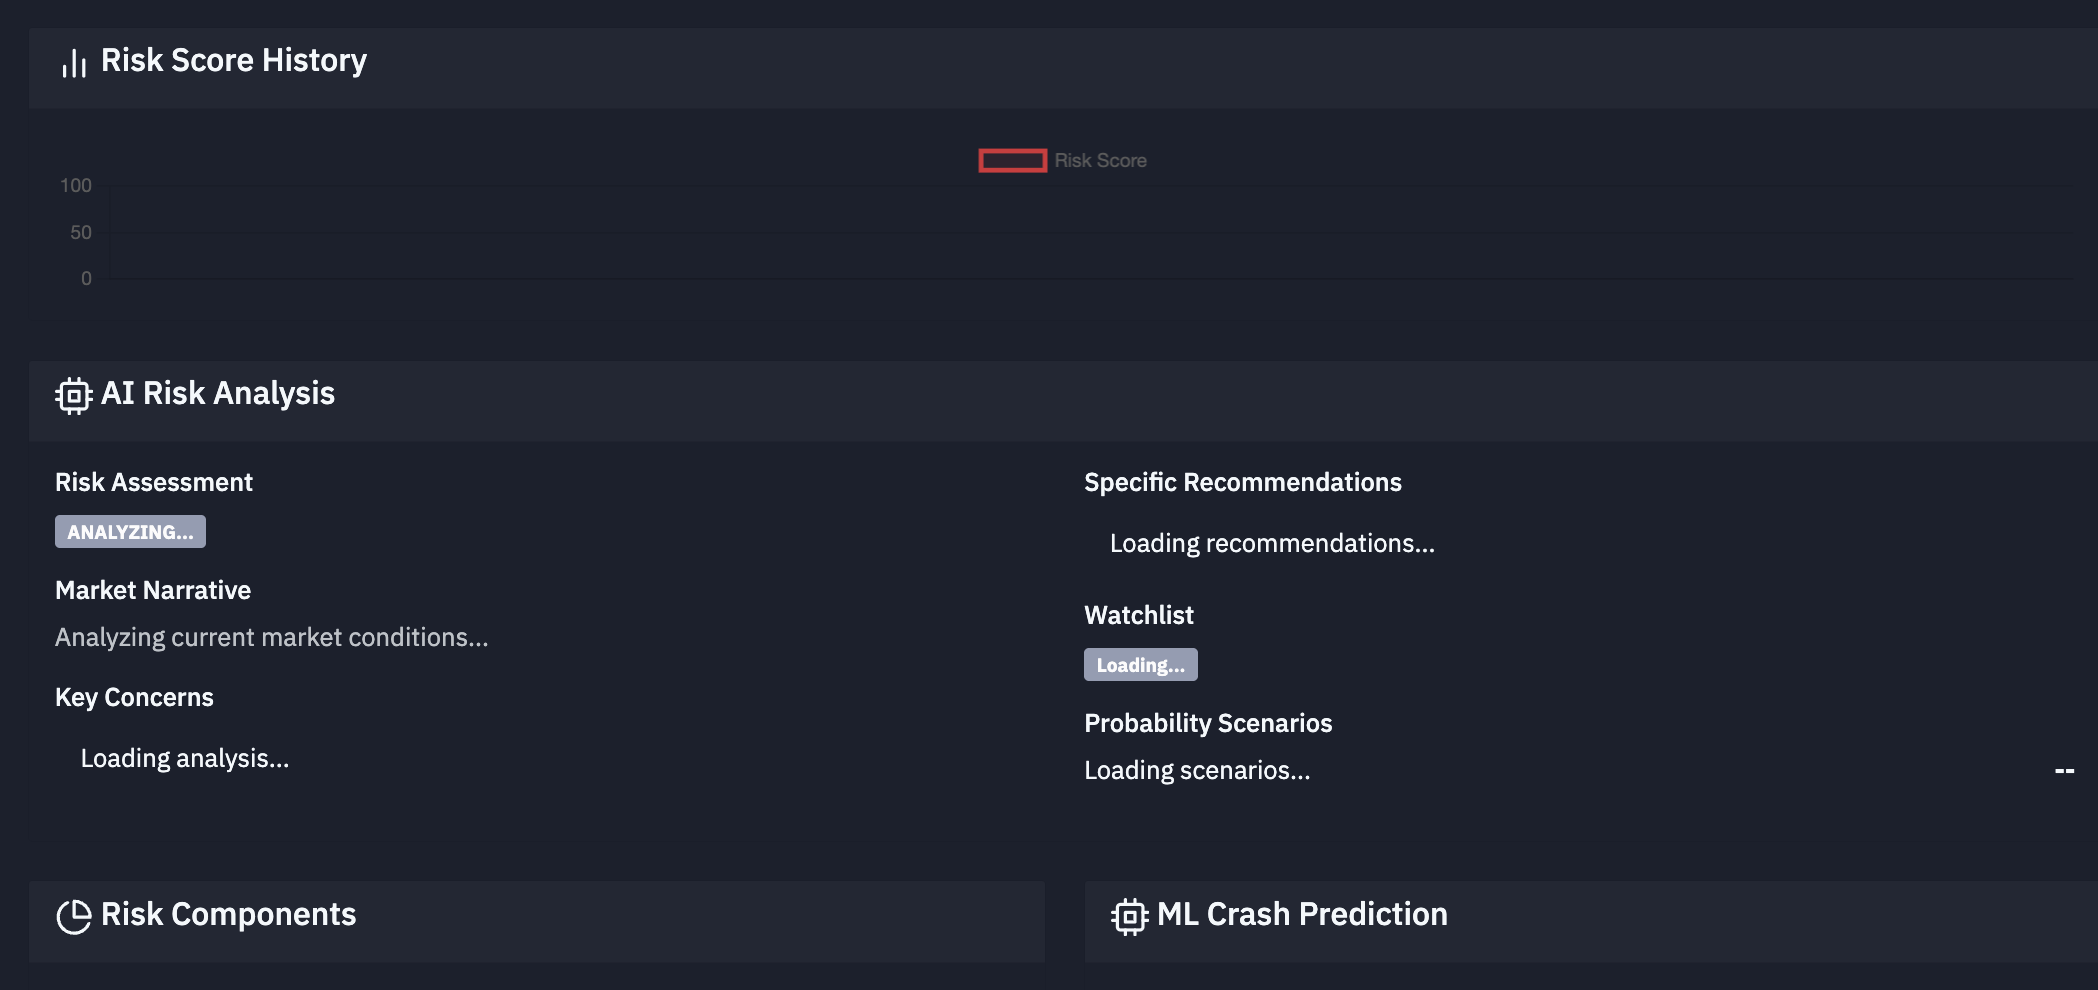 Risk Score History
Risk Score
100
50
0
AI Risk Analysis
Risk Assessment
ANALYZING...
Market Narrative
Analyzing current market conditions...
Key Concerns
Loading analysis...
Specific Recommendations
Loading recommendations...
Watchlist
Loading...
Probability Scenarios
Loading scenarios... --
Risk Components
ML Crash Prediction